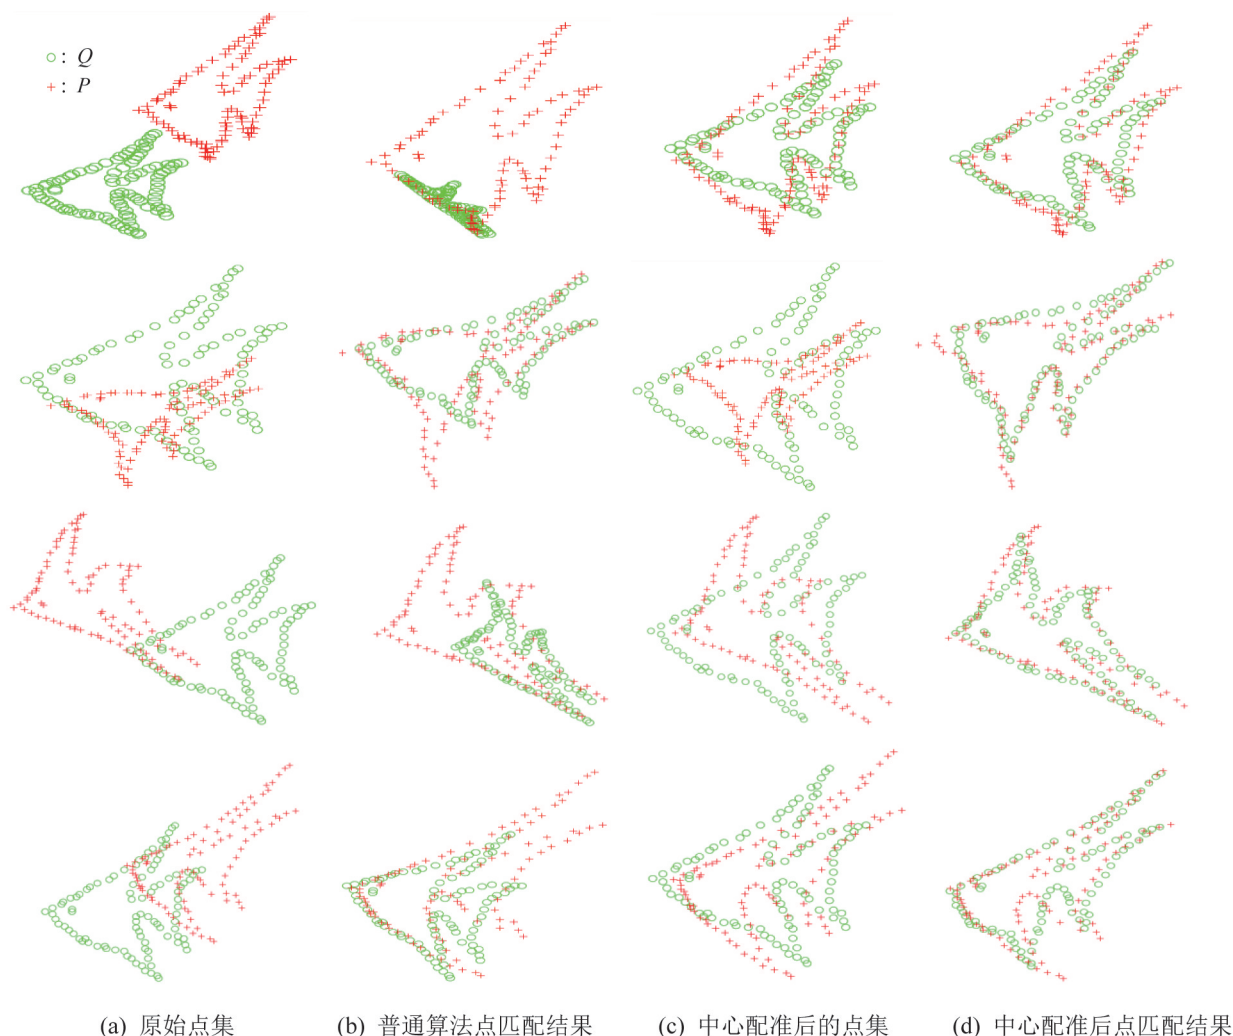 ○: Q
+: P
(a) 原始点集
(b) 普通算法点匹配结果
(c) 中心配准后的点集
(d) 中心配准后点匹配结果